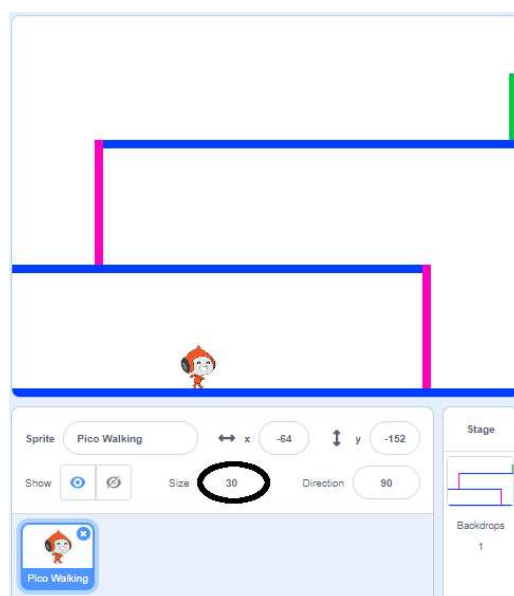 Sprite Pico Walking x -64 y -152
Show Size 30 Direction 90
Stage
Backdrops
1
Pico Walking